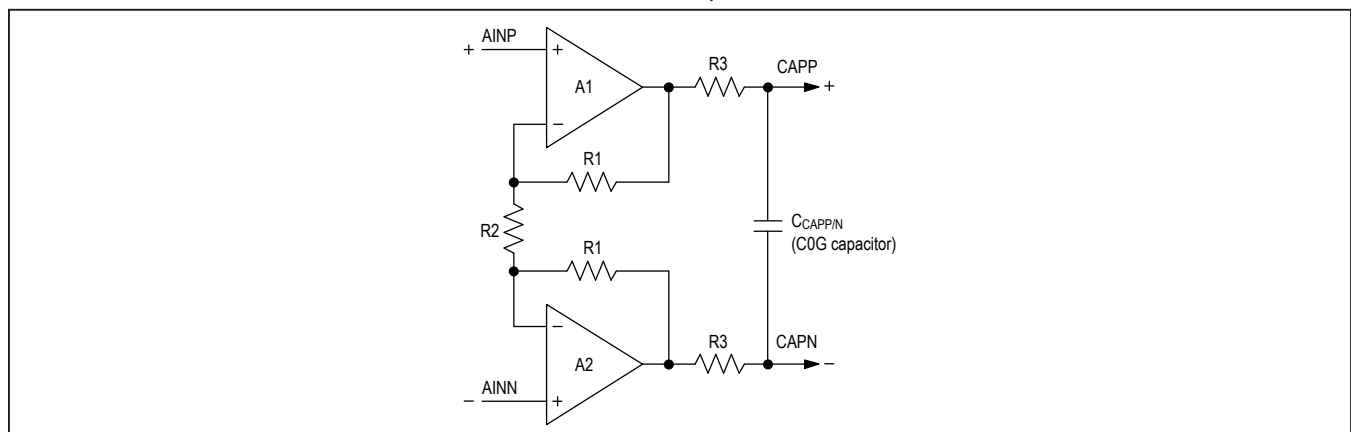 + AINP
+
A1
−
R3
CAPP
+
R1
R2
C_CAPP/N
(C0G capacitor)
R1
−
A2
+
R3
CAPN
−
− AINN